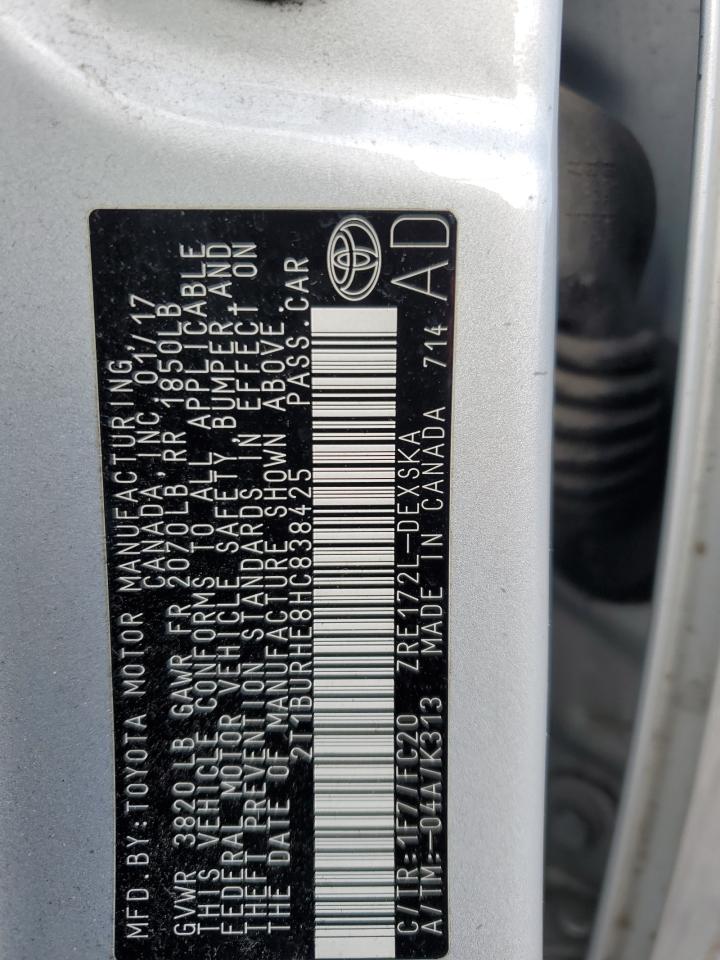 MFD. BY: TOYOTA MOTOR MANUFACTURING,
CANADA, INC. 01/17
GVWR 3820 LB GAWR FR 2070LB, RR 1850LB
THIS VEHICLE CONFORMS TO ALL APPLICABLE
FEDERAL MOTOR VEHICLE SAFETY, BUMPER, AND
THEFT PREVENTION STANDARDS IN EFFECT ON
THE DATE OF MANUFACTURE SHOWN ABOVE.
2T1BURHE8HC838425 PASS. CAR
C/TR: 1F7/FC20 ZRE172L-DEXSKA
A/TM: -04A/K313 MADE IN CANADA 714
AD